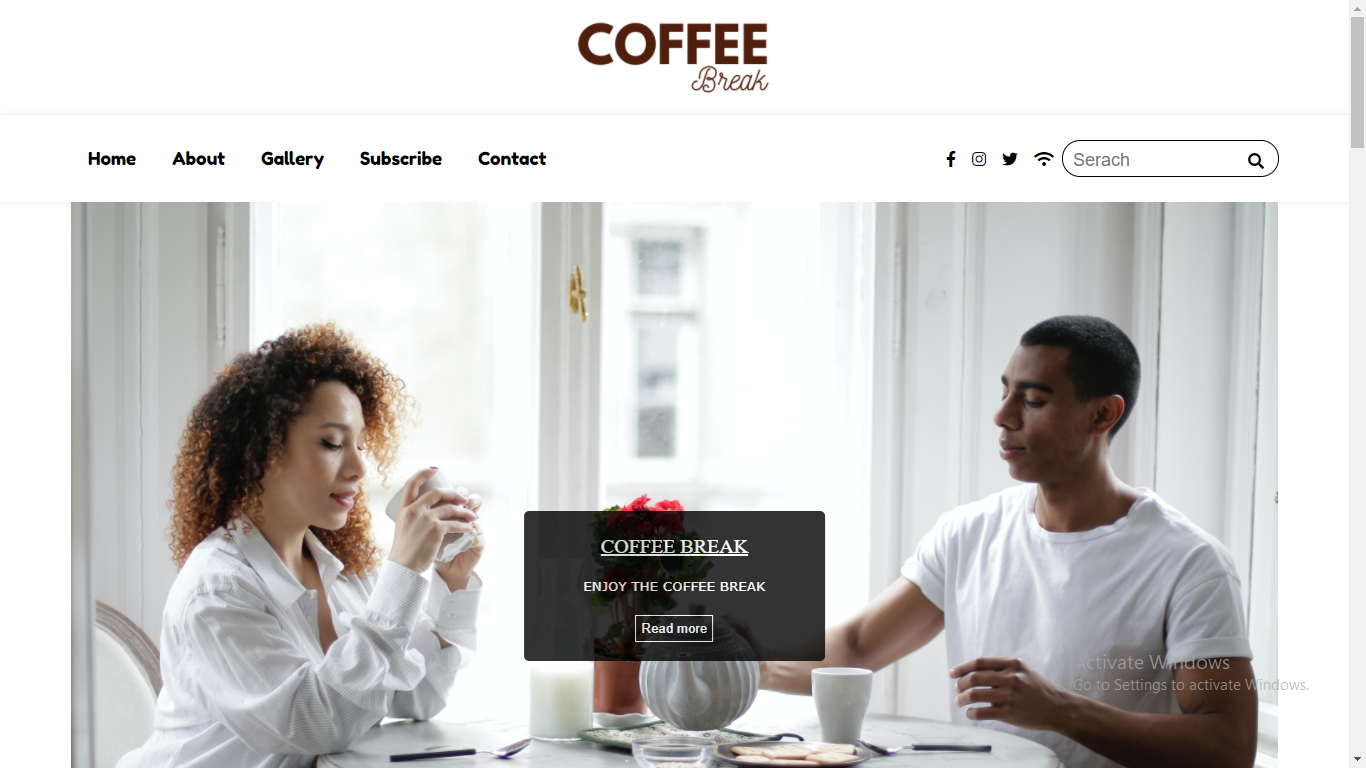 COFFEE
Break
Home About Gallery Subscribe Contact Serach
COFFEE BREAK
ENJOY THE COFFEE BREAK
Read more
Activate Windows
Go to Settings to activate Windows.